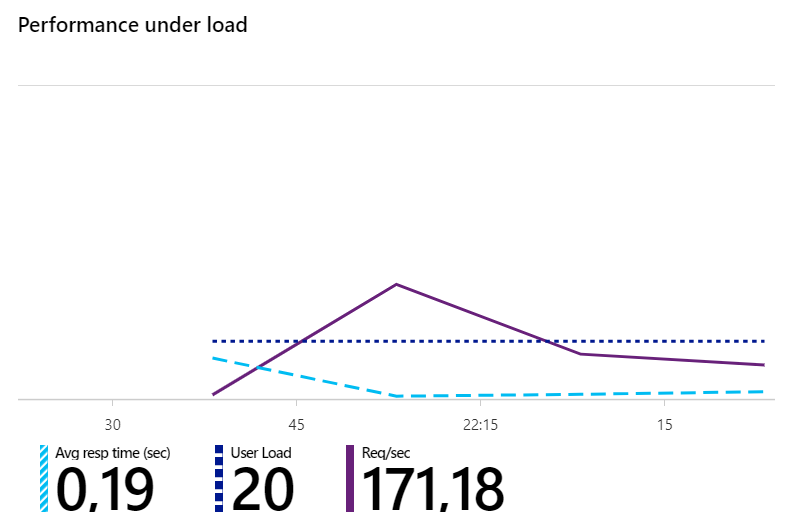 Performance under load
30 45 22:15 15
Avg resp time (sec) User Load Req/sec
0,19 20 171,18